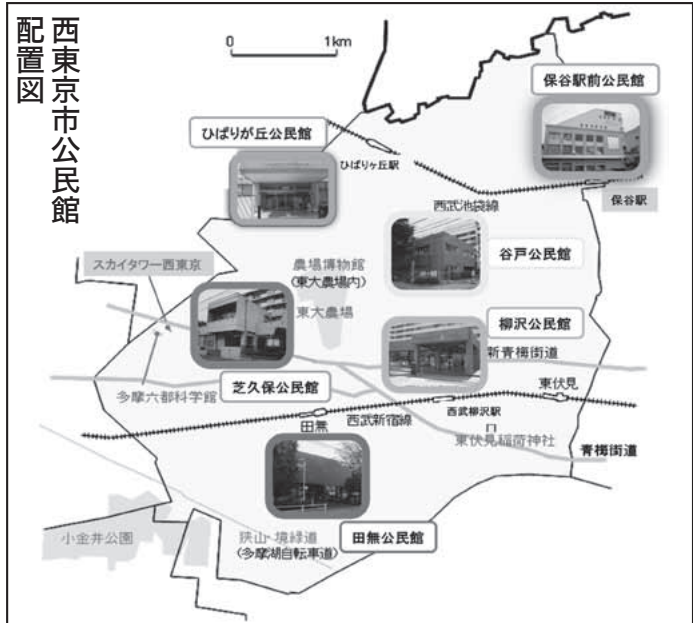 西東京市公民館
配置図
0 1km
保谷駅前公民館
ひばりが丘公民館
ひばりヶ丘駅
西武池袋線
保谷駅
谷戸公民館
スカイタワー西東京
農場博物館
(東大農場内)
東大農場
柳沢公民館
新青梅街道
多摩六都科学館
芝久保公民館
東伏見
西武柳沢駅
田無
西武新宿線
東伏見稲荷神社
青梅街道
小金井公園
狭山・境緑道
(多摩湖自転車道)
田無公民館